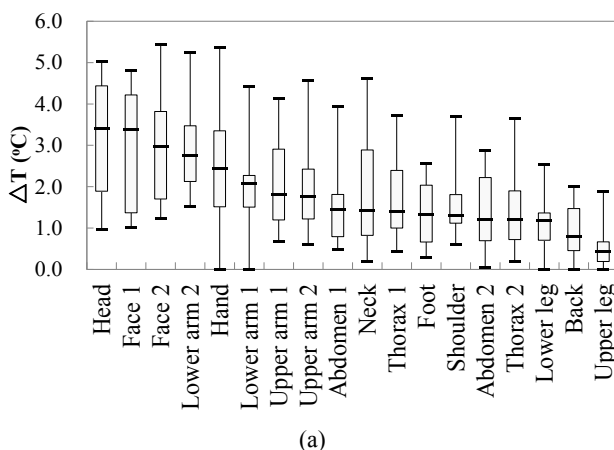 6.0
5.0
4.0
3.0
2.0
1.0
0.0
ΔT (ºC)
Head
Face 1
Face 2
Lower arm 2
Hand
Lower arm 1
Upper arm 1
Upper arm 2
Abdomen 1
Neck
Thorax 1
Foot
Shoulder
Abdomen 2
Thorax 2
Lower leg
Back
Upper leg
(a)